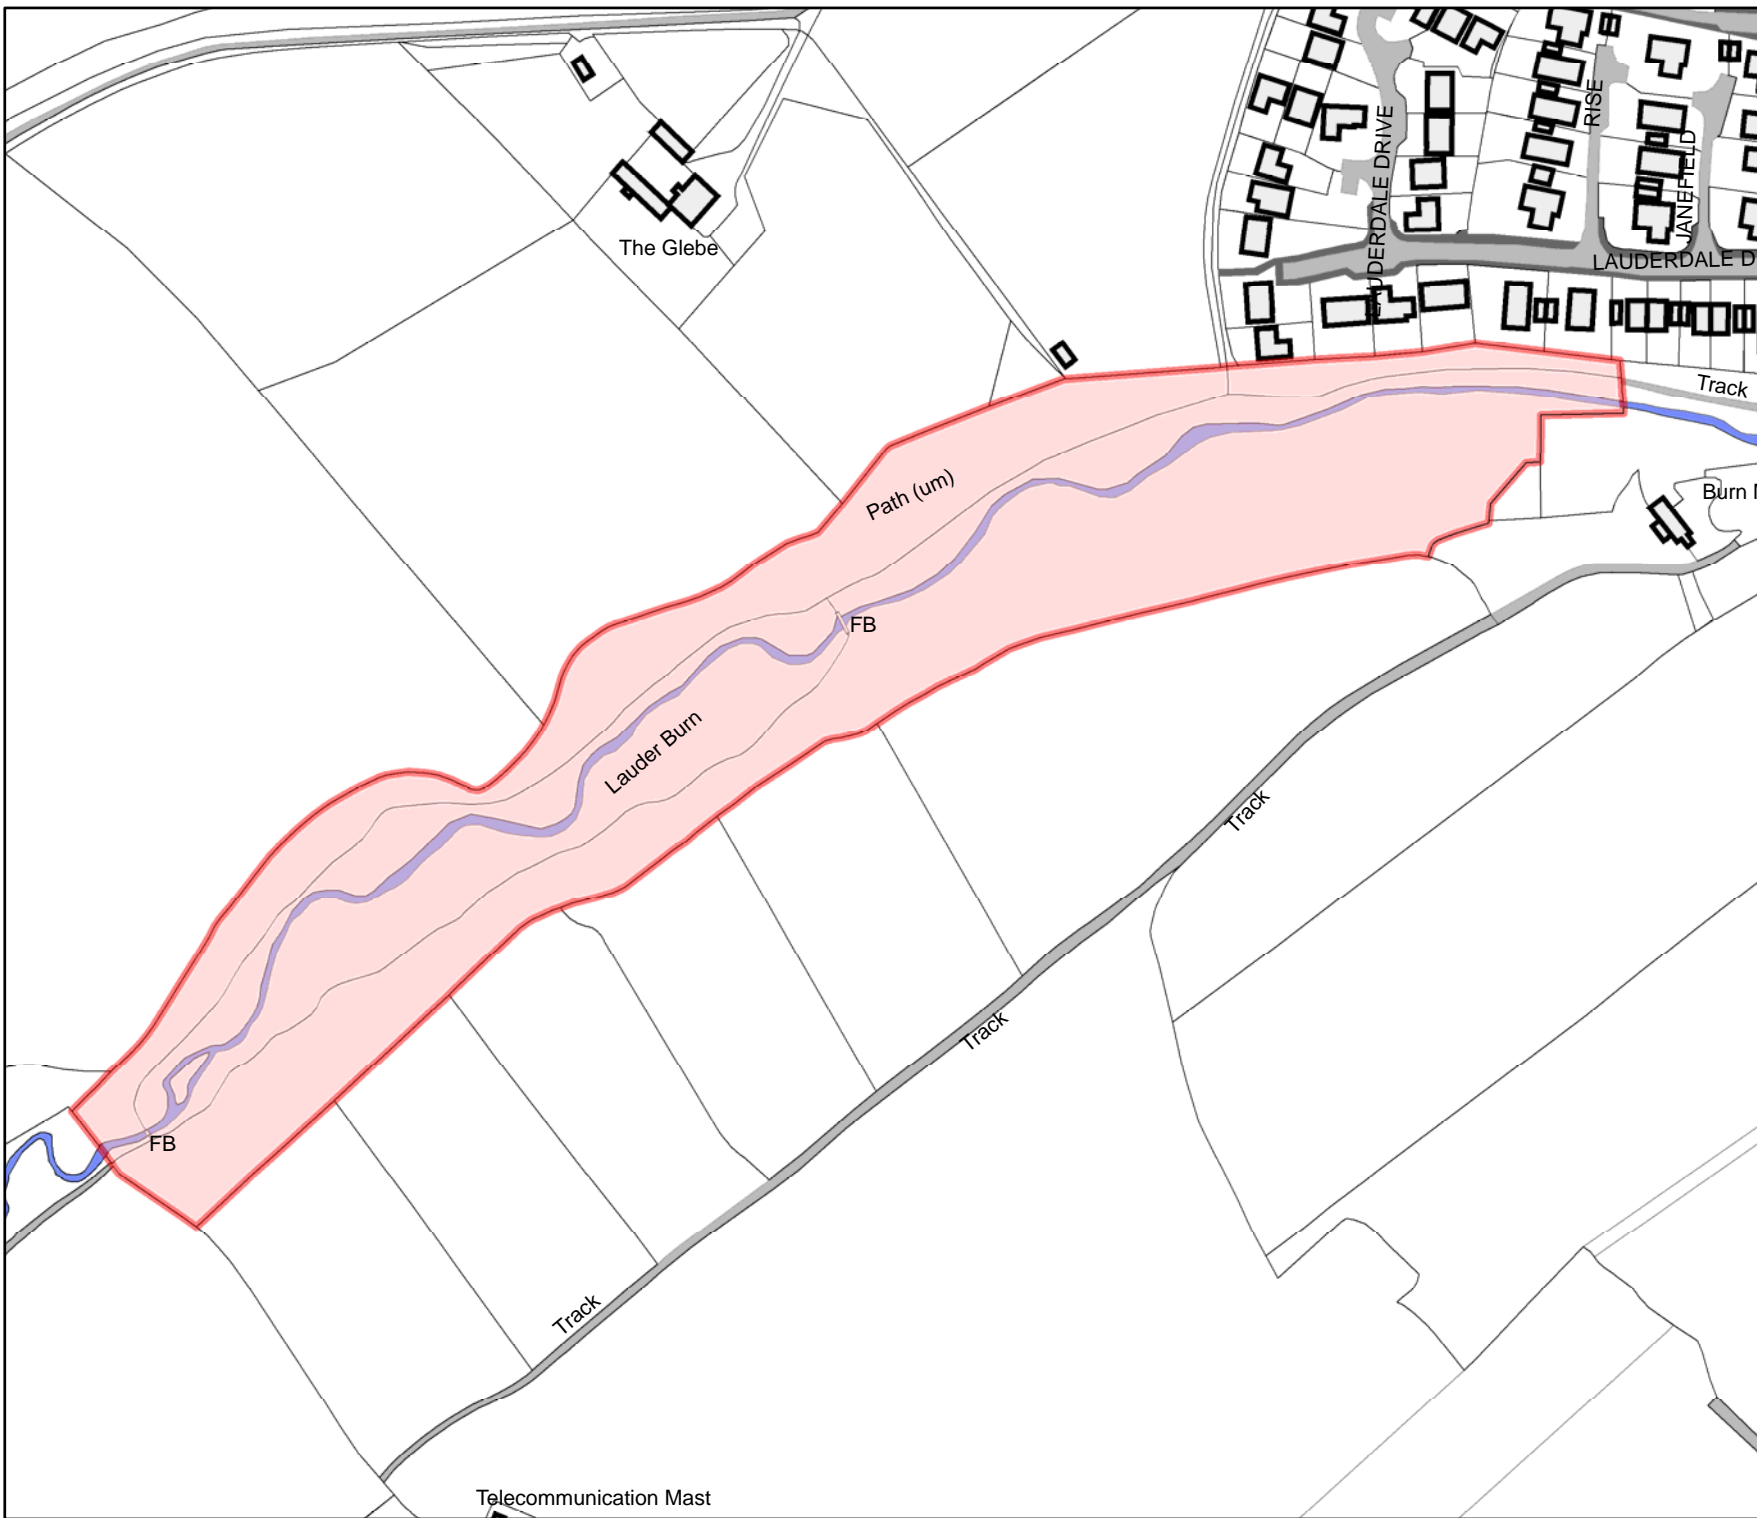 RISE
LAUDERDALE DRIVE
JANEFIELD
The Glebe
LAUDERDALE D
Track
Path (um)
Burn
FB
Lauder Burn
Track
Track
FB
Track
Telecommunication Mast